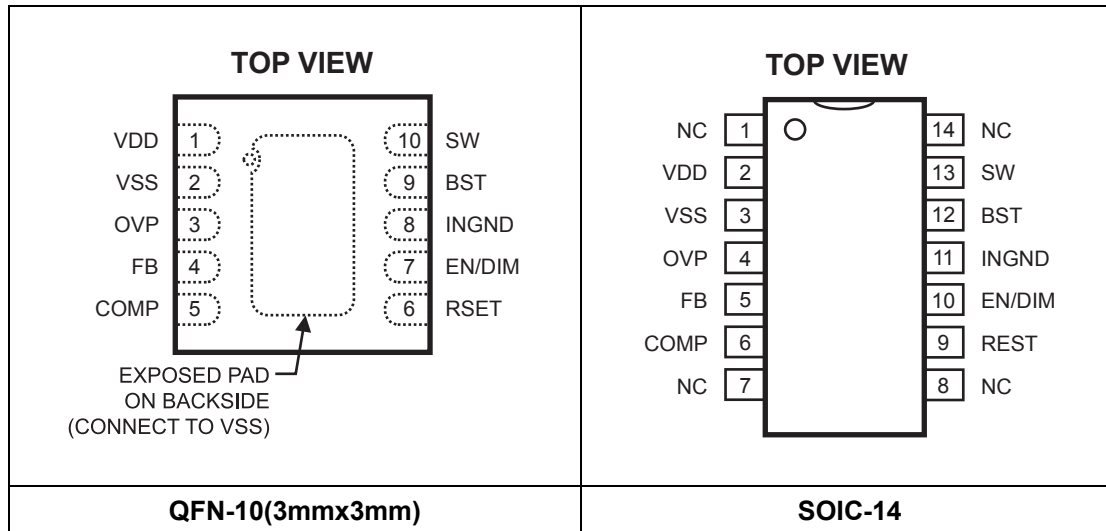 TOP VIEW
VDD 1 10 SW
VSS 2 9 BST
OVP 3 8 INGND
FB 4 7 EN/DIM
COMP 5 6 RSET
EXPOSED PAD
ON BACKSIDE
(CONNECT TO VSS)
QFN-10(3mmx3mm)
TOP VIEW
NC 1 14 NC
VDD 2 13 SW
VSS 3 12 BST
OVP 4 11 INGND
FB 5 10 EN/DIM
COMP 6 9 REST
NC 7 8 NC
SOIC-14